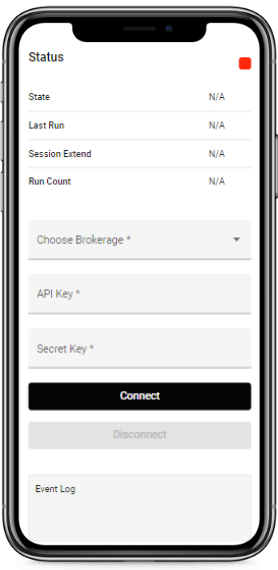 Status
State N/A
Last Run N/A
Session Extend N/A
Run Count N/A
Choose Brokerage *
API Key *
Secret Key *
Connect
Disconnect
Event Log